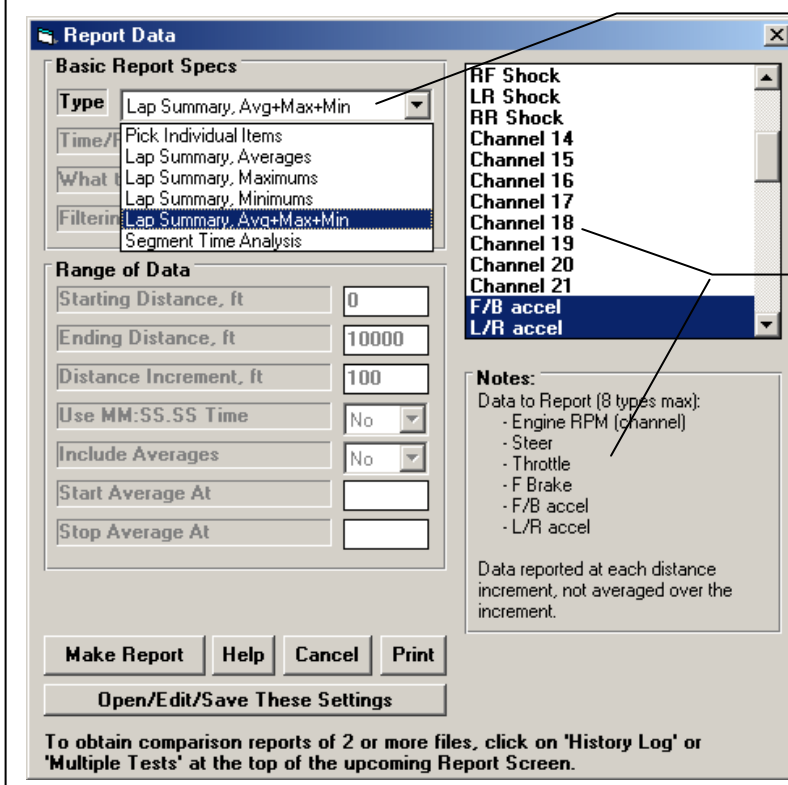 Report Data
Basic Report Specs
Type
Lap Summary, Avg+Max+Min
Pick Individual Items
Lap Summary, Averages
Lap Summary, Maximums
Lap Summary, Minimums
Lap Summary, Avg+Max+Min
Segment Time Analysis
Time/
What
Filterin
Range of Data
Starting Distance, ft
0
Ending Distance, ft
10000
Distance Increment, ft
100
Use MM:SS.SS Time
No
Include Averages
No
Start Average At
Stop Average At
RF Shock
LR Shock
RR Shock
Channel 14
Channel 15
Channel 16
Channel 17
Channel 18
Channel 19
Channel 20
Channel 21
F/B accel
L/R accel
Notes:
Data to Report (8 types max):
- Engine RPM (channel)
- Steer
- Throttle
- F Brake
- F/B accel
- L/R accel
Data reported at each distance
increment, not averaged over the
increment.
Make Report
Help
Cancel
Print
Open/Edit/Save These Settings
To obtain comparison reports of 2 or more files, click on 'History Log' or
'Multiple Tests' at the top of the upcoming Report Screen.